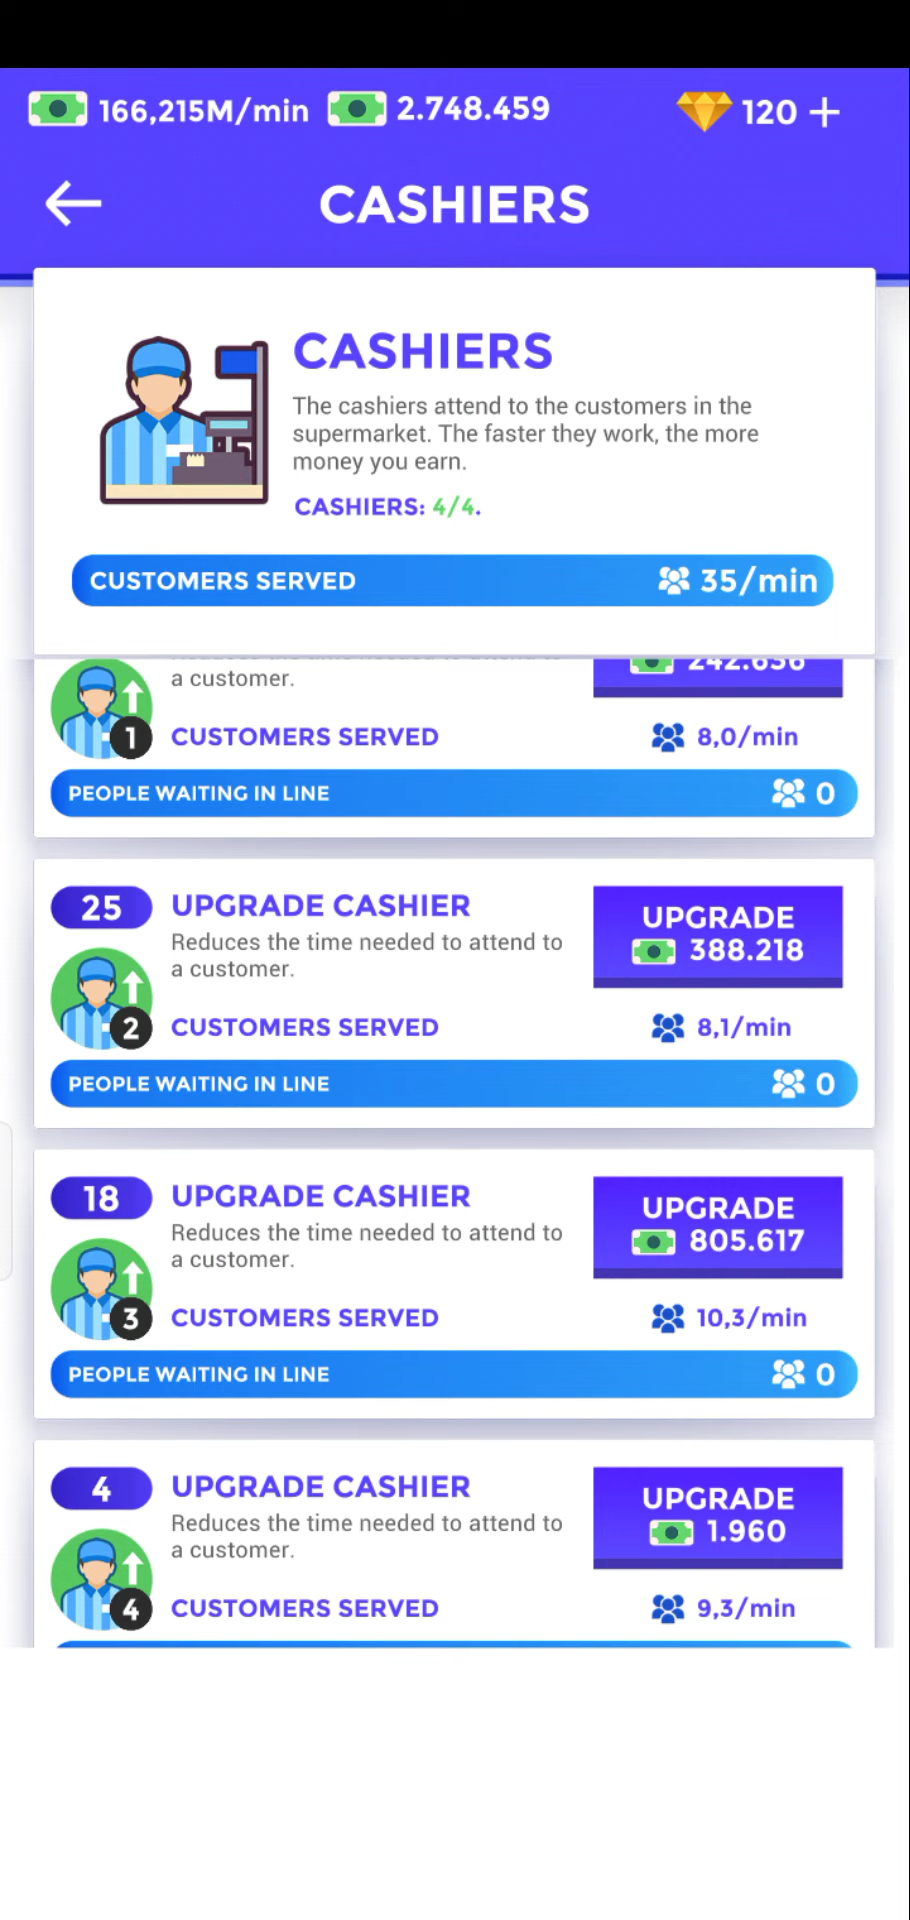 166,215M/min 2.748.459 120 +
CASHIERS
CASHIERS
The cashiers attend to the customers in the
supermarket. The faster they work, the more
money you earn.
CASHIERS: 4/4.
CUSTOMERS SERVED 35/min
a customer.
1
CUSTOMERS SERVED 8,0/min
PEOPLE WAITING IN LINE 0
25 UPGRADE CASHIER
Reduces the time needed to attend to
a customer.
UPGRADE
388.218
2
CUSTOMERS SERVED 8,1/min
PEOPLE WAITING IN LINE 0
18 UPGRADE CASHIER
Reduces the time needed to attend to
a customer.
UPGRADE
805.617
3
CUSTOMERS SERVED 10,3/min
PEOPLE WAITING IN LINE 0
4 UPGRADE CASHIER
Reduces the time needed to attend to
a customer.
UPGRADE
1.960
4
CUSTOMERS SERVED 9,3/min